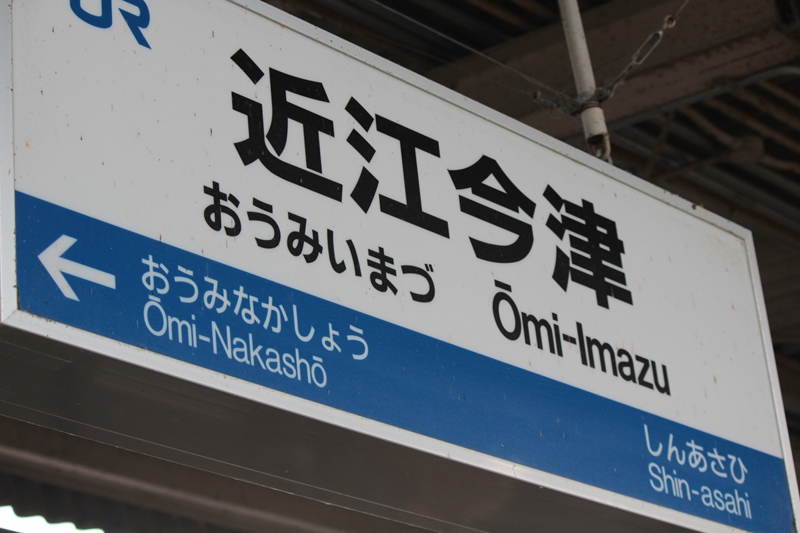 JR
近江今津
おうみいまづ
Ōmi-Imazu
おうみなかしょう
Ōmi-Nakashō
しんあさひ
Shin-asahi